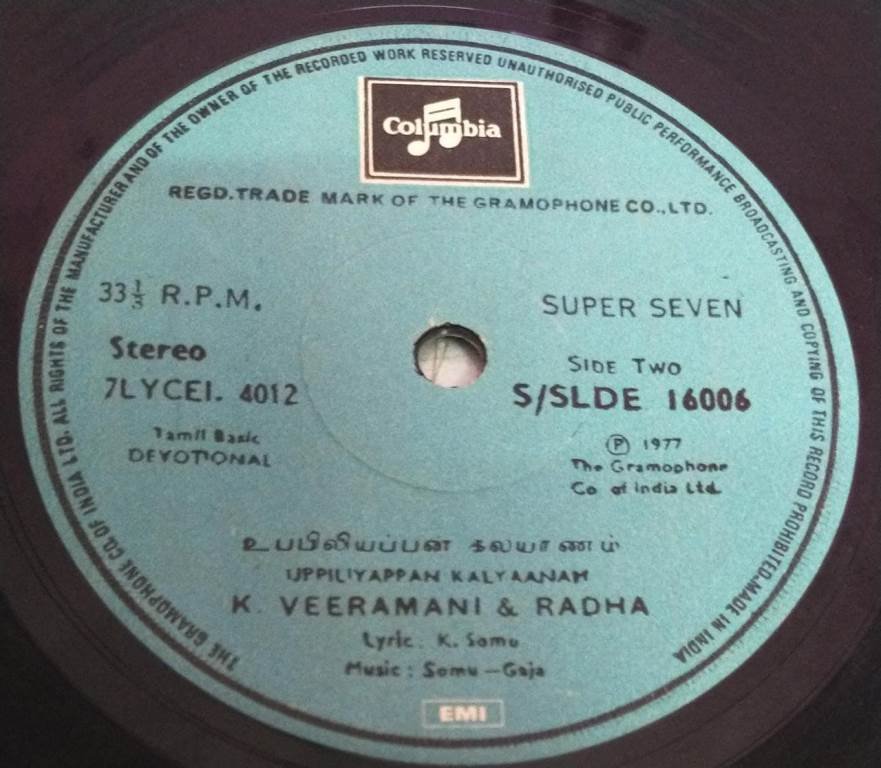 THE GRAMOPHONE CO. OF INDIA LTD. ALL RIGHTS OF THE MANUFACTURER AND OF THE OWNER OF THE RECORDED WORK RESERVED UNAUTHORISED PUBLIC PERFORMANCE BROADCASTING AND COPYING OF THIS RECORD PROHIBITED. MADE IN INDIA
Columbia
REGD. TRADE MARK OF THE GRAMOPHONE CO., LTD.
33⅓ R.P.M.
Stereo
7LYCEI. 4012
Tamil Basic
DEVOTIONAL
SUPER SEVEN
SIDE TWO
S/SLDE 16006
℗ 1977
The Gramophone
Co of India Ltd.
உப்பிலியப்பன் கல்யாணம்
UPPILIYAPPAN KALYAANAM
K. VEERAMANI & RADHA
Lyric: K. Somu
Music: Somu – Gaja
EMI